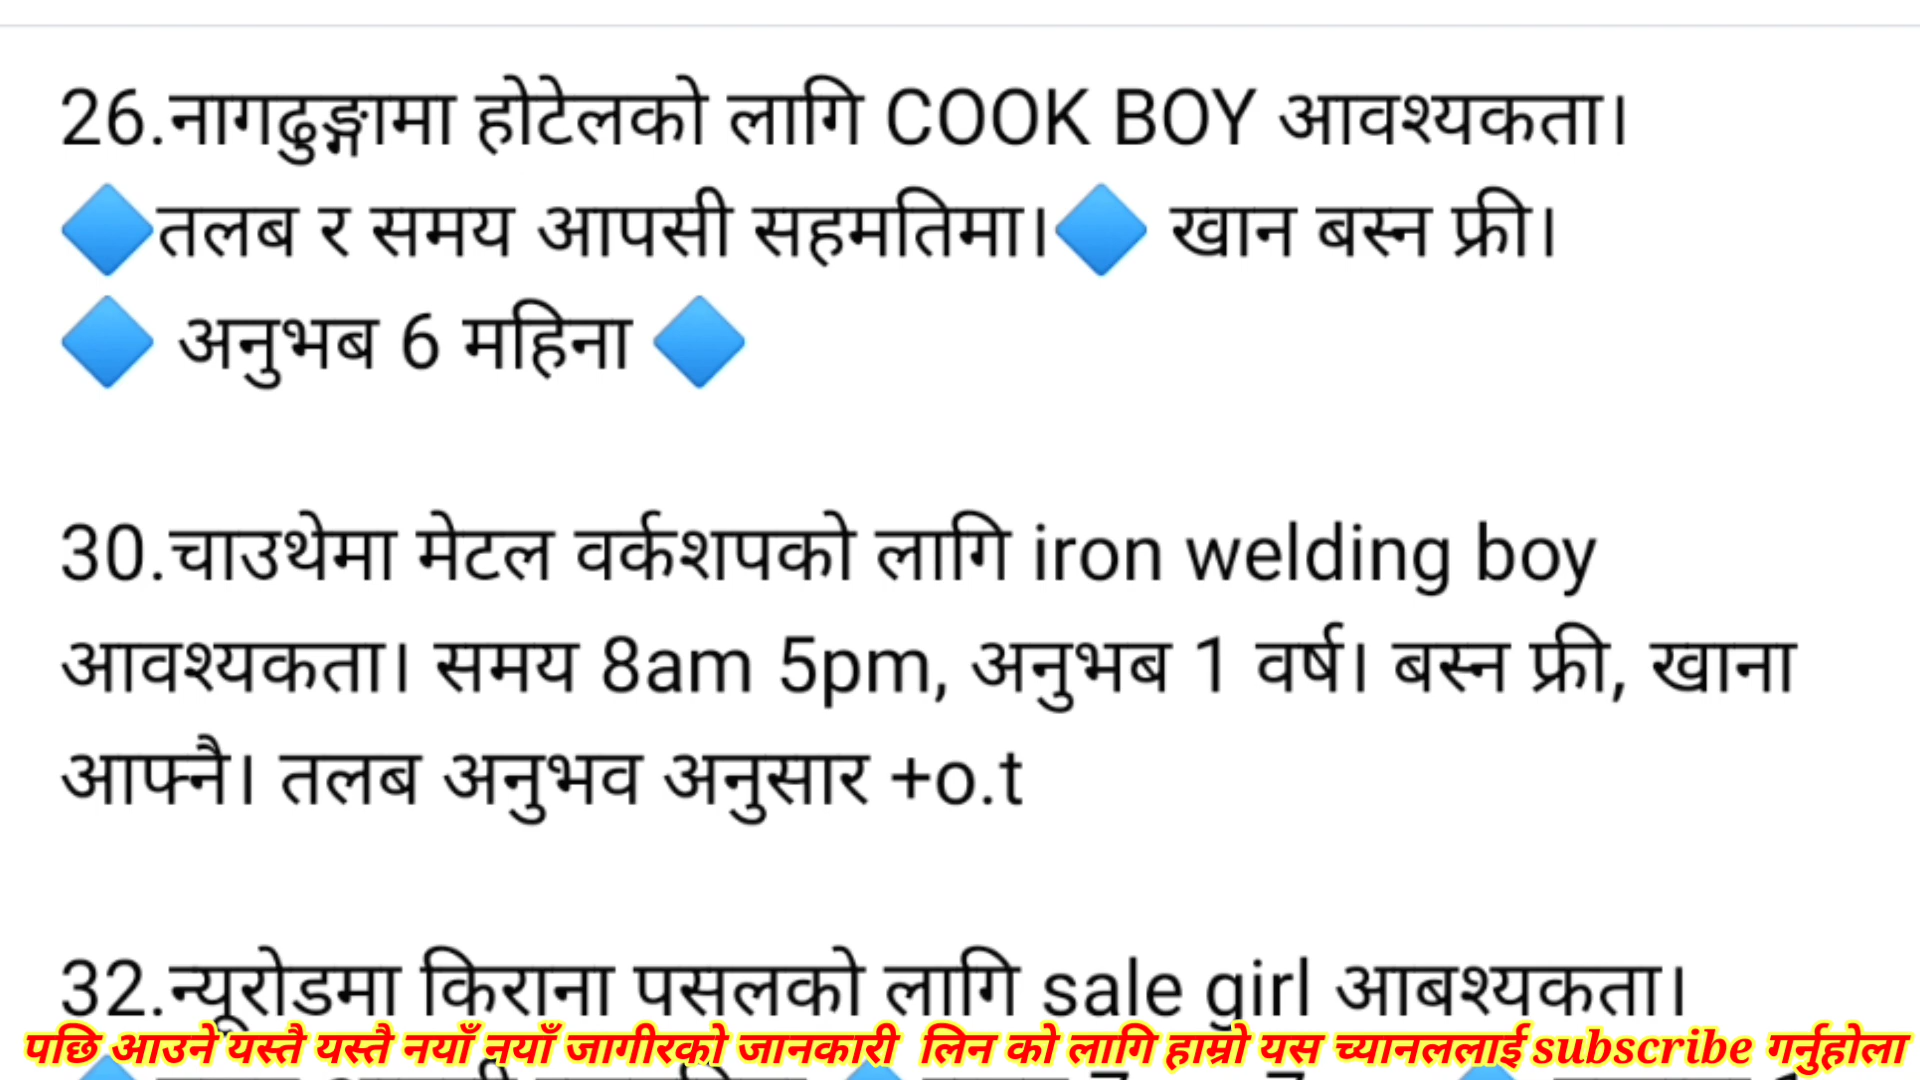 26.नागढुङ्गामा होटेलको लागि COOK BOY आवश्यकता।
🔷तलब र समय आपसी सहमतिमा।🔷 खान बस्न फ्री।
🔷 अनुभब 6 महिना 🔷
30.चाउथेमा मेटल वर्कशपको लागि iron welding boy
आवश्यकता। समय 8am 5pm, अनुभब 1 वर्ष। बस्न फ्री, खाना
आफ्नै। तलब अनुभव अनुसार +o.t
32.न्यूरोडमा किराना पसलको लागि sale girl आबश्यकता।
पछि आउने यस्तै यस्तै नयाँ नयाँ जागीरको जानकारी लिन को लागि हाम्रो यस च्यानललाई subscribe गर्नुहोला